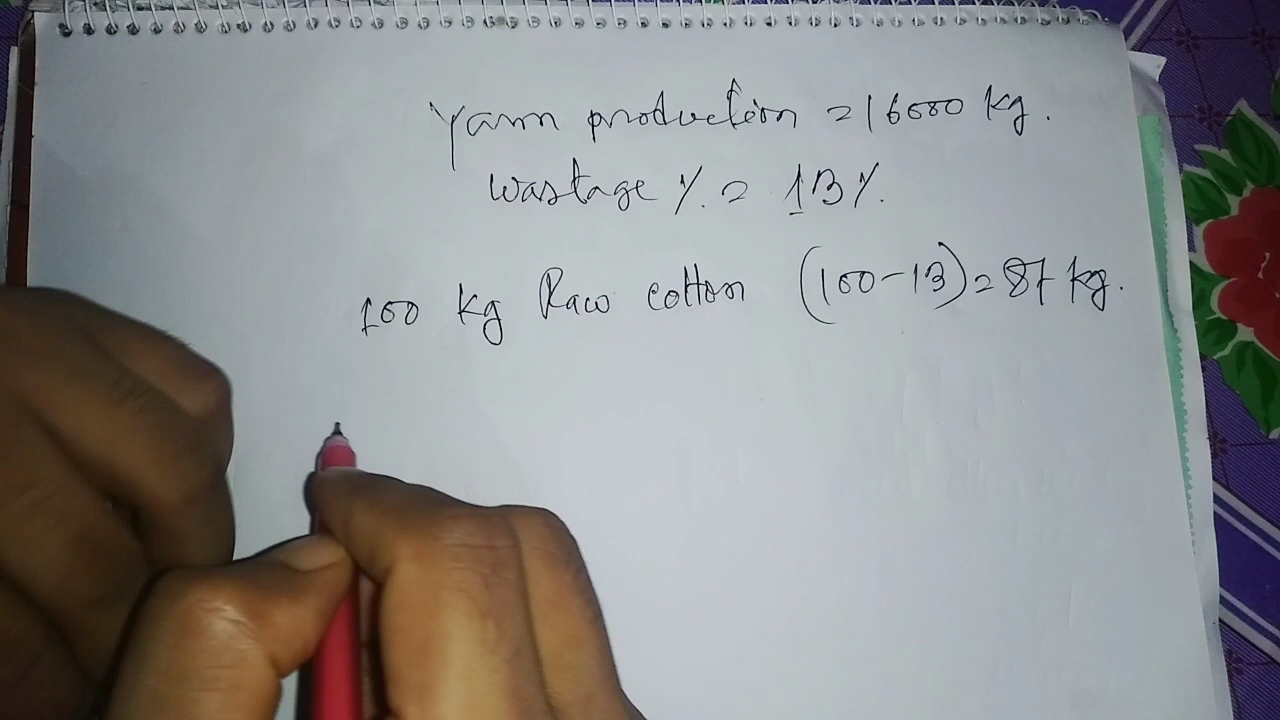 Yarn production = 16000 kg.
Wastage % = 13%.
100 kg Raw cotton (100-13) = 87 kg.